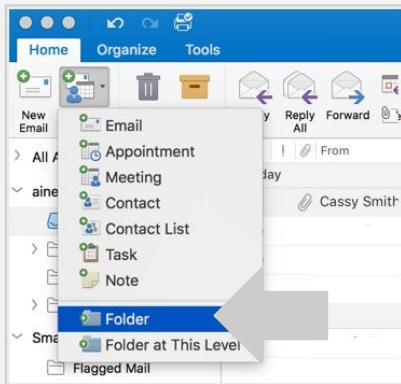 Home Organize Tools
New Email
Reply All
Forward
Email
Appointment
Meeting
Contact
Contact List
Task
Note
Folder
Folder at This Level
All
! From
Cassy Smith
Flagged Mail